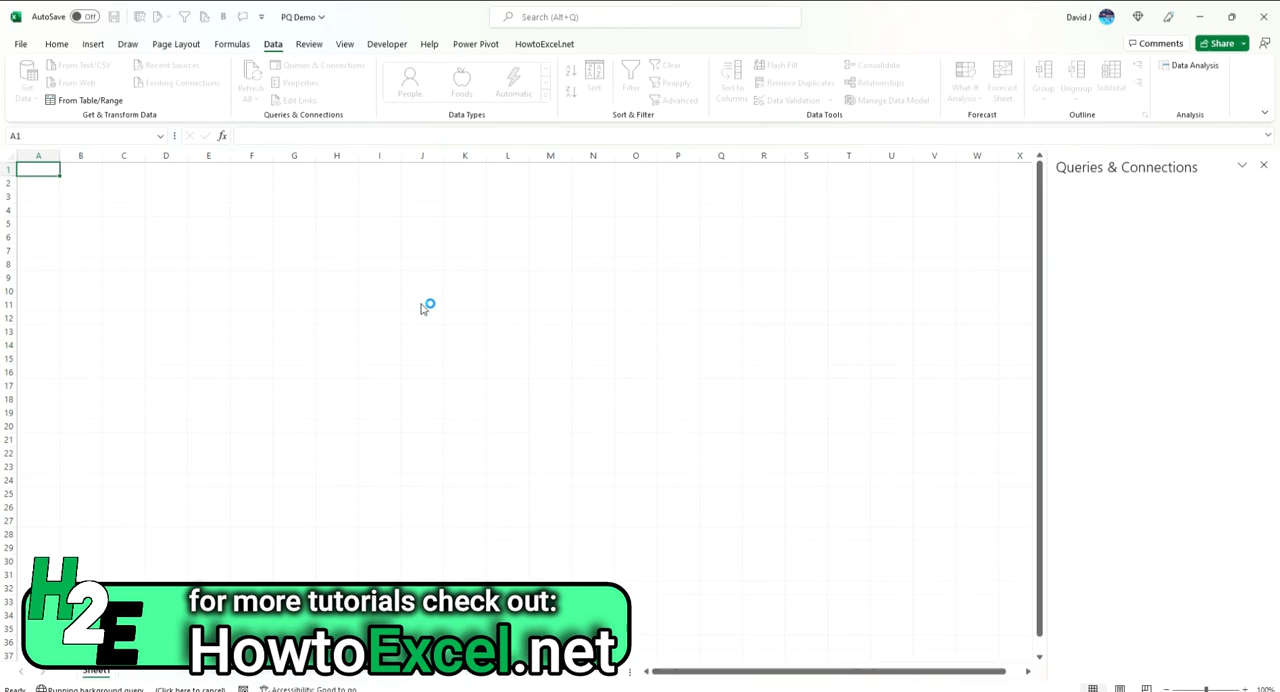 AutoSave Off PQ Demo Search (Alt+Q) David J
File Home Insert Draw Page Layout Formulas Data Review View Developer Help Power Pivot HowtoExcel.net Comments Share
Get Data
From Text/CSV
From Web
From Table/Range
Recent Sources
Existing Connections
Get & Transform Data
Refresh All
Queries & Connections
Properties
Edit Links
Queries & Connections
People Foods Automatic
Data Types
Sort
Filter
Clear
Reapply
Advanced
Sort & Filter
Text to Columns
Flash Fill
Remove Duplicates
Data Validation
Consolidate
Relationships
Manage Data Model
Data Tools
What-If Analysis
Forecast Sheet
Forecast
Group Ungroup Subtotal
Outline
Data Analysis
Analysis
A1 fx
A B C D E F G H I J K L M N O P Q R S T U V W X
1
2
3
4
5
6
7
8
9
10
11
12
13
14
15
16
17
18
19
20
21
22
23
24
25
26
27
28
29
30
31
32
33
34
35
36
37
Queries & Connections
H2E
for more tutorials check out:
HowtoExcel.net
Sheet1
Ready Running background query (Click here to cancel) Accessibility: Good to go 100%